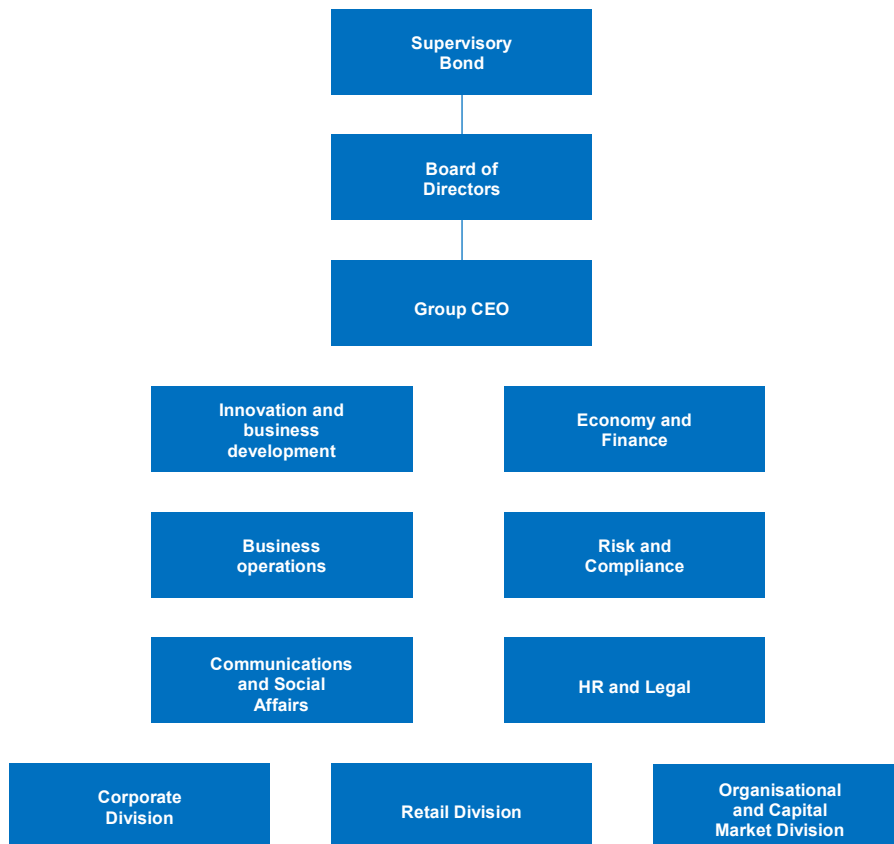 Supervisory
Bond
Board of
Directors
Group CEO
Innovation and
business
development
Economy and
Finance
Business
operations
Risk and
Compliance
Communications
and Social
Affairs
HR and Legal
Corporate
Division
Retail Division
Organisational
and Capital
Market Division